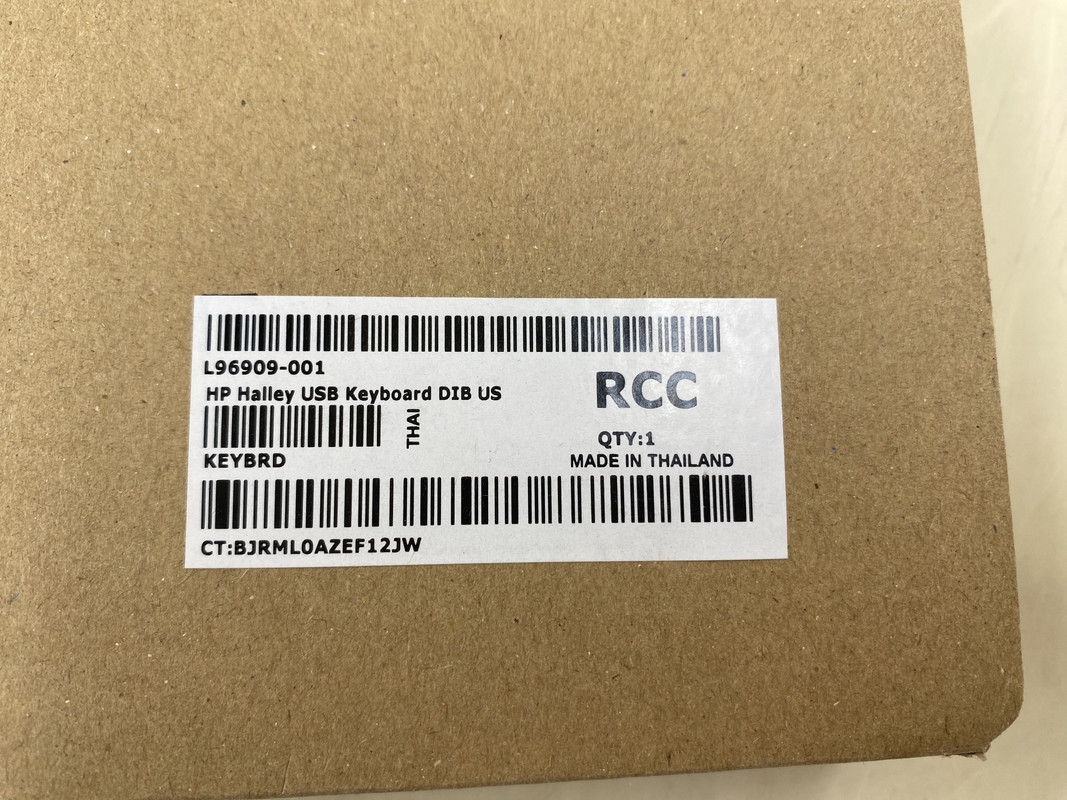 L96909-001
HP Halley USB Keyboard DIB US
RCC
THAI
QTY:1
KEYBRD
MADE IN THAILAND
CT:BJRML0AZEF12JW